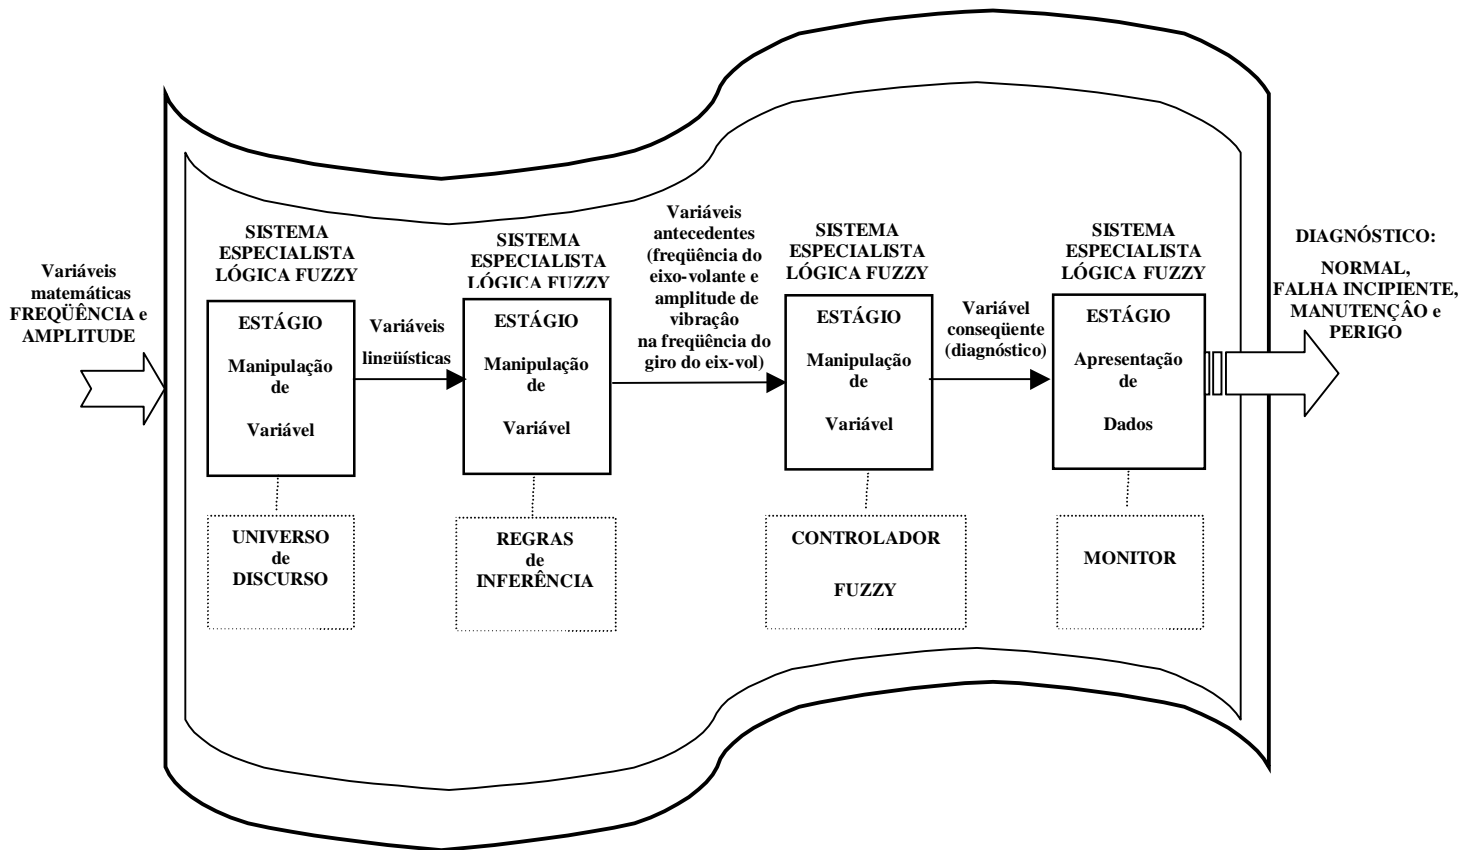 Variáveis
matemáticas
FREQÜÊNCIA e
AMPLITUDE
SISTEMA
ESPECIALISTA
LÓGICA FUZZY
ESTÁGIO
Manipulação
de
Variável
UNIVERSO
de
DISCURSO
Variáveis
lingüísticas
SISTEMA
ESPECIALISTA
LÓGICA FUZZY
ESTÁGIO
Manipulação
de
Variável
REGRAS
de
INFERÊNCIA
Variáveis
antecedentes
(freqüência do
eixo-volante e
amplitude de
vibração
na freqüência do
giro do eix-vol)
SISTEMA
ESPECIALISTA
LÓGICA FUZZY
ESTÁGIO
Manipulação
de
Variável
CONTROLADOR
FUZZY
Variável
conseqüente
(diagnóstico)
SISTEMA
ESPECIALISTA
LÓGICA FUZZY
ESTÁGIO
Apresentação
de
Dados
MONITOR
DIAGNÓSTICO:
NORMAL,
FALHA INCIPIENTE,
MANUTENÇÂO e
PERIGO